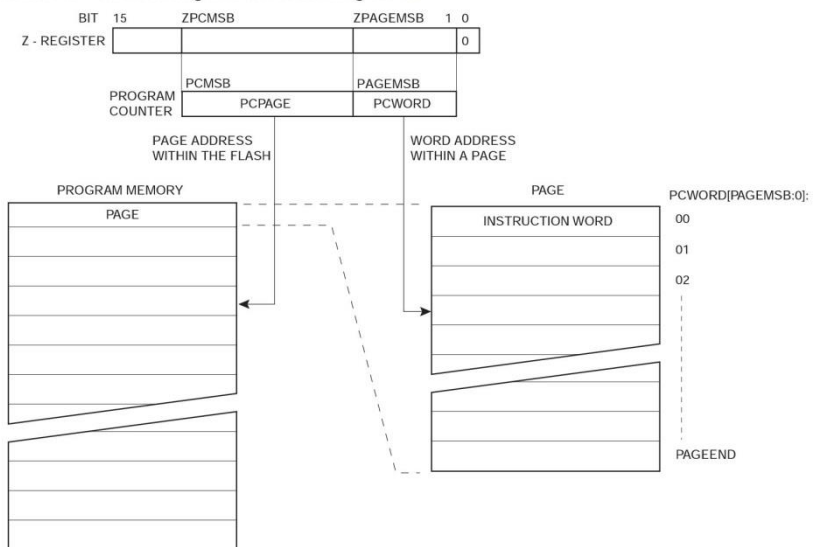 BIT 15 ZPCMSB ZPAGEMSB 1 0
Z - REGISTER 0
PCMSB PAGEMSB
PROGRAM
COUNTER
PCPAGE PCWORD
PAGE ADDRESS
WITHIN THE FLASH
WORD ADDRESS
WITHIN A PAGE
PROGRAM MEMORY
PAGE
PAGE
PCWORD[PAGEMSB:0]:
INSTRUCTION WORD
00
01
02
PAGEEND